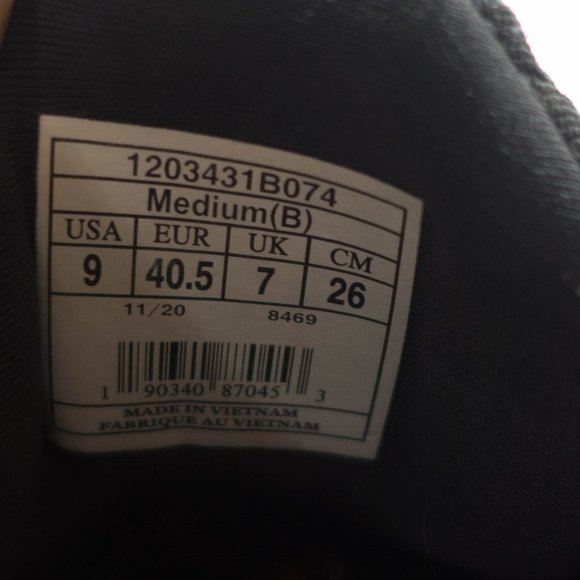 1203431B074
Medium(B)
USA EUR UK CM
9 40.5 7 26
11/20 8469
1 90340 87045 3
MADE IN VIETNAM
FABRIQUE AU VIETNAM